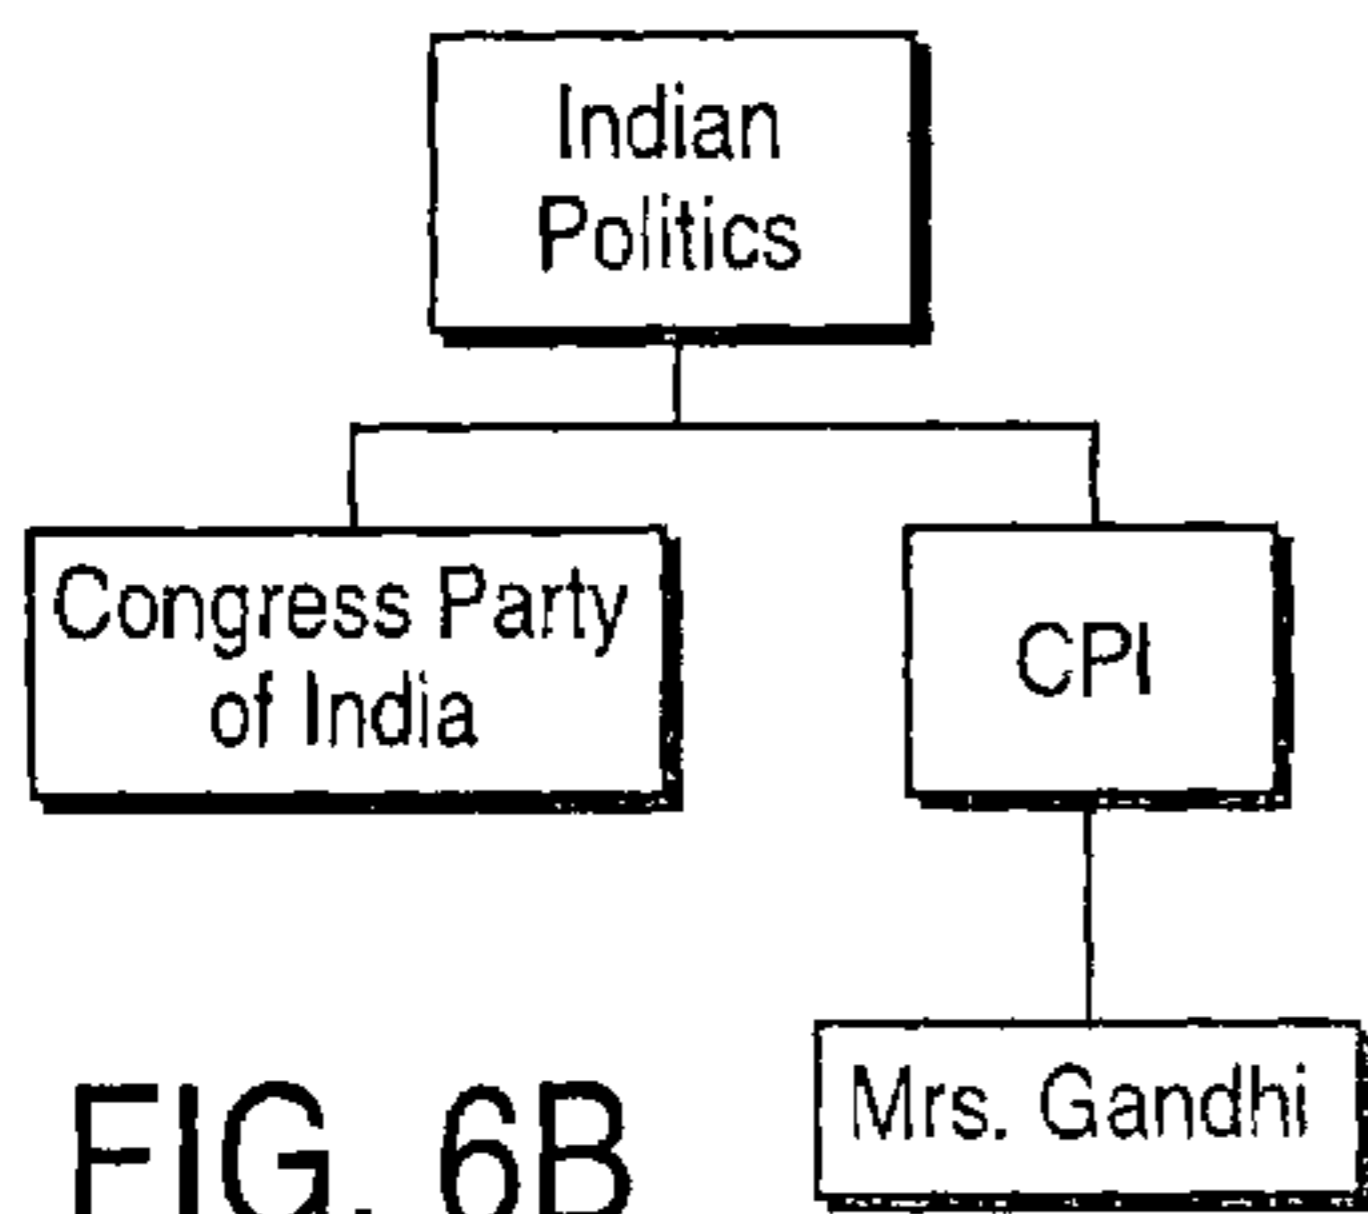 Indian
Politics
Congress Party
of India
CPI
Mrs. Gandhi
FIG. 6B